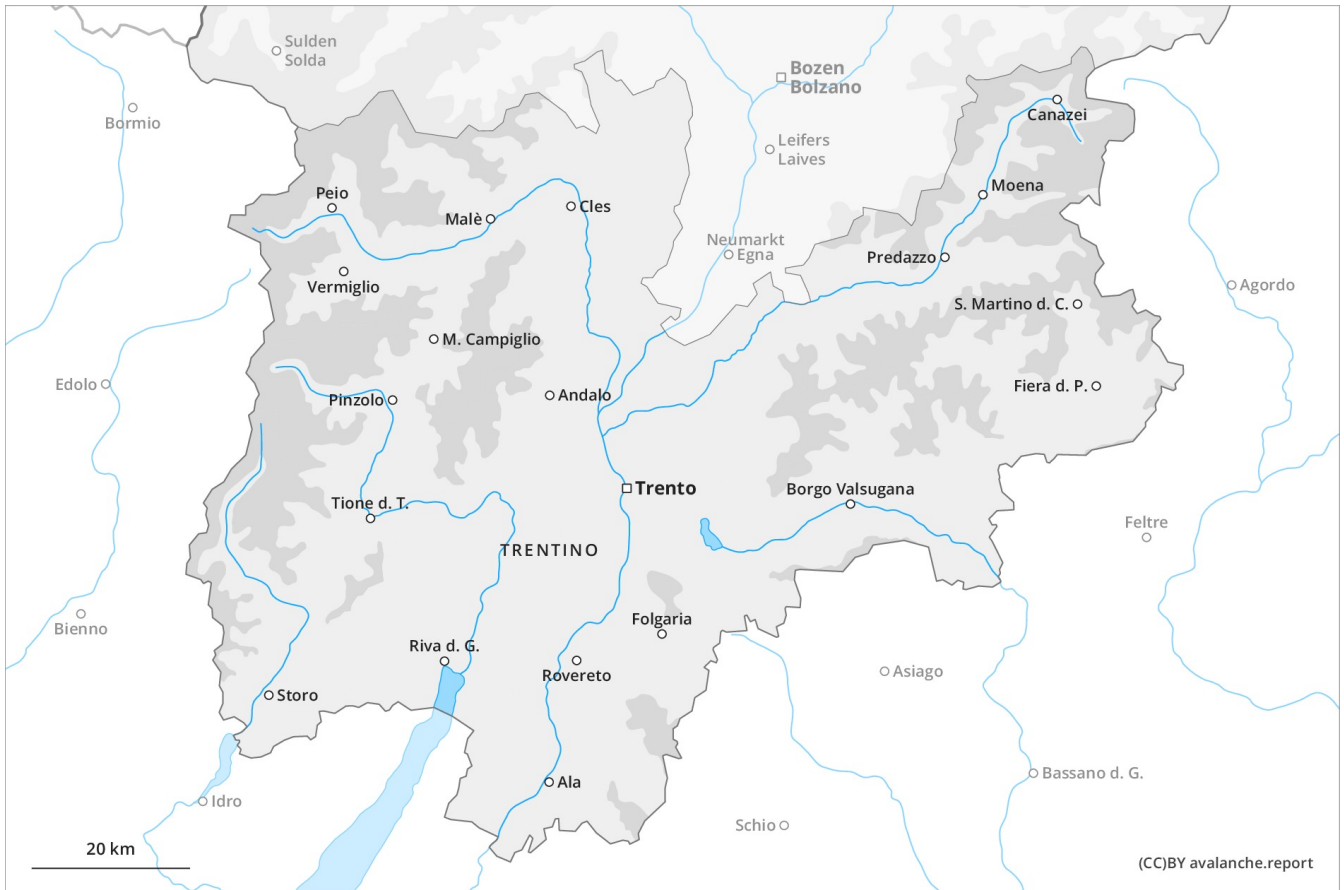 Sulden
Solda
Bozen
Bolzano
Bormio
Canazei
Leifers
Laives
Peio
Moena
Malè
Cles
Neumarkt
Egna
Predazzo
Vermiglio
Agordo
S. Martino d. C.
M. Campiglio
Edolo
Fiera d. P.
Andalo
Pinzolo
Trento
Borgo Valsugana
Tione d. T.
Feltre
TRENTINO
Folgaria
Bienno
Riva d. G.
Asiago
Rovereto
Storo
Bassano d. G.
Ala
Idro
Schio
20 km
(CC)BY avalanche.report